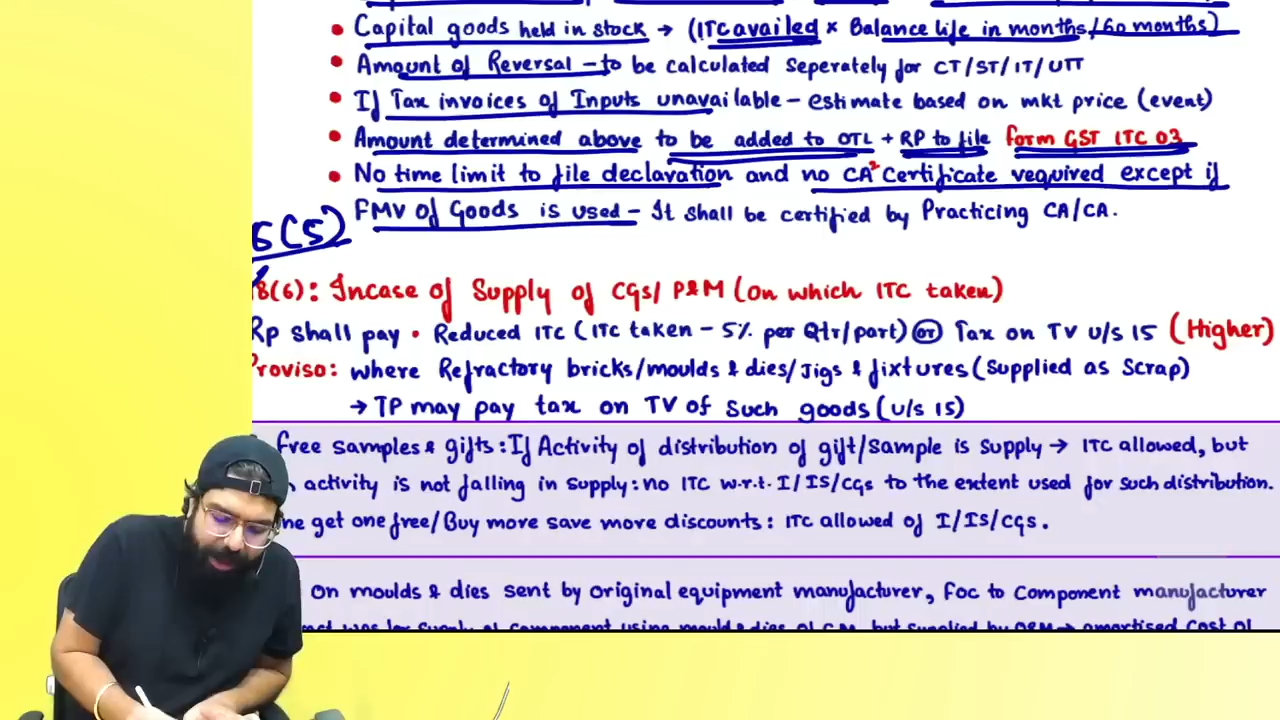 • Capital goods held in stock → (ITC availed × Balance life in months/60 months)
• Amount of Reversal – to be calculated seperately for CT/ST/IT/UTT
• If Tax invoices of Inputs unavailable – estimate based on mkt price (event)
• Amount determined above to be added to OTL + RP to file form GST ITC 03
• No time limit to file declaration and no CA² Certificate required except if
FMV of Goods is used – It shall be certified by Practicing CA/CA.
5(5)
8(6): Incase of Supply of CGs/ P&M (on which ITC taken)
Rp shall pay • Reduced ITC (ITC taken – 5% per Qtr/part) or Tax on TV u/s 15 (Higher)
Proviso: where Refractory bricks/moulds & dies/Jigs & fixtures (Supplied as Scrap)
→ TP may pay tax on TV of such goods (u/s 15)
Free Samples & gifts: If Activity of distribution of gift/sample is supply → ITC allowed, but
activity is not falling in Supply: no ITC w.r.t. I/IS/CGs to the extent used for such distribution.
ne get one free/Buy more save more discounts: ITC allowed of I/IS/CGs.
On moulds & dies sent by original equipment manufacturer, Foc to Component manufacturer